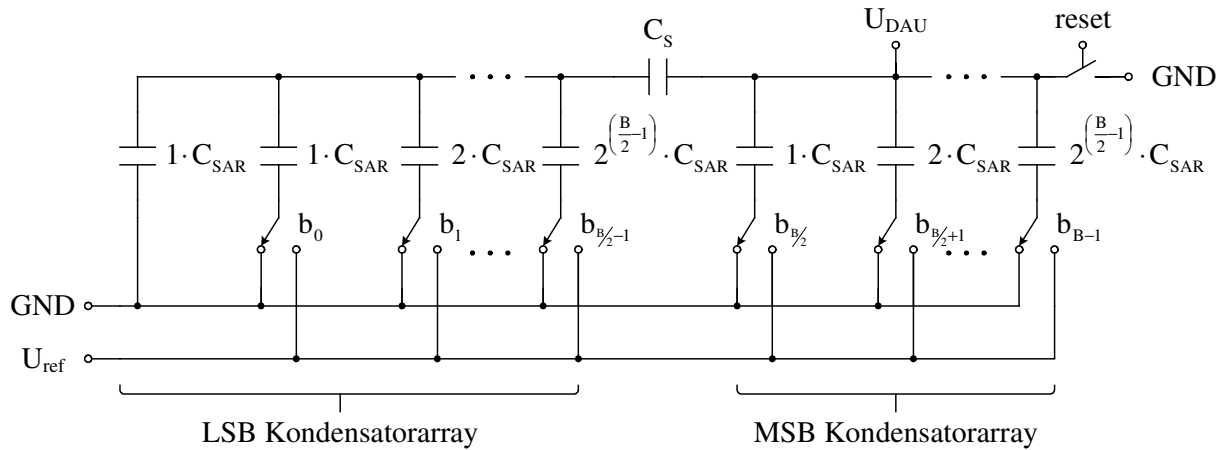 C_S
U_DAU
reset
GND
1 · C_SAR
1 · C_SAR
2 · C_SAR
2^(B/2−1) · C_SAR
1 · C_SAR
2 · C_SAR
2^(B/2−1) · C_SAR
b_0
b_1
b_B/2−1
b_B/2
b_B/2+1
b_B−1
GND
U_ref
LSB Kondensatorarray
MSB Kondensatorarray